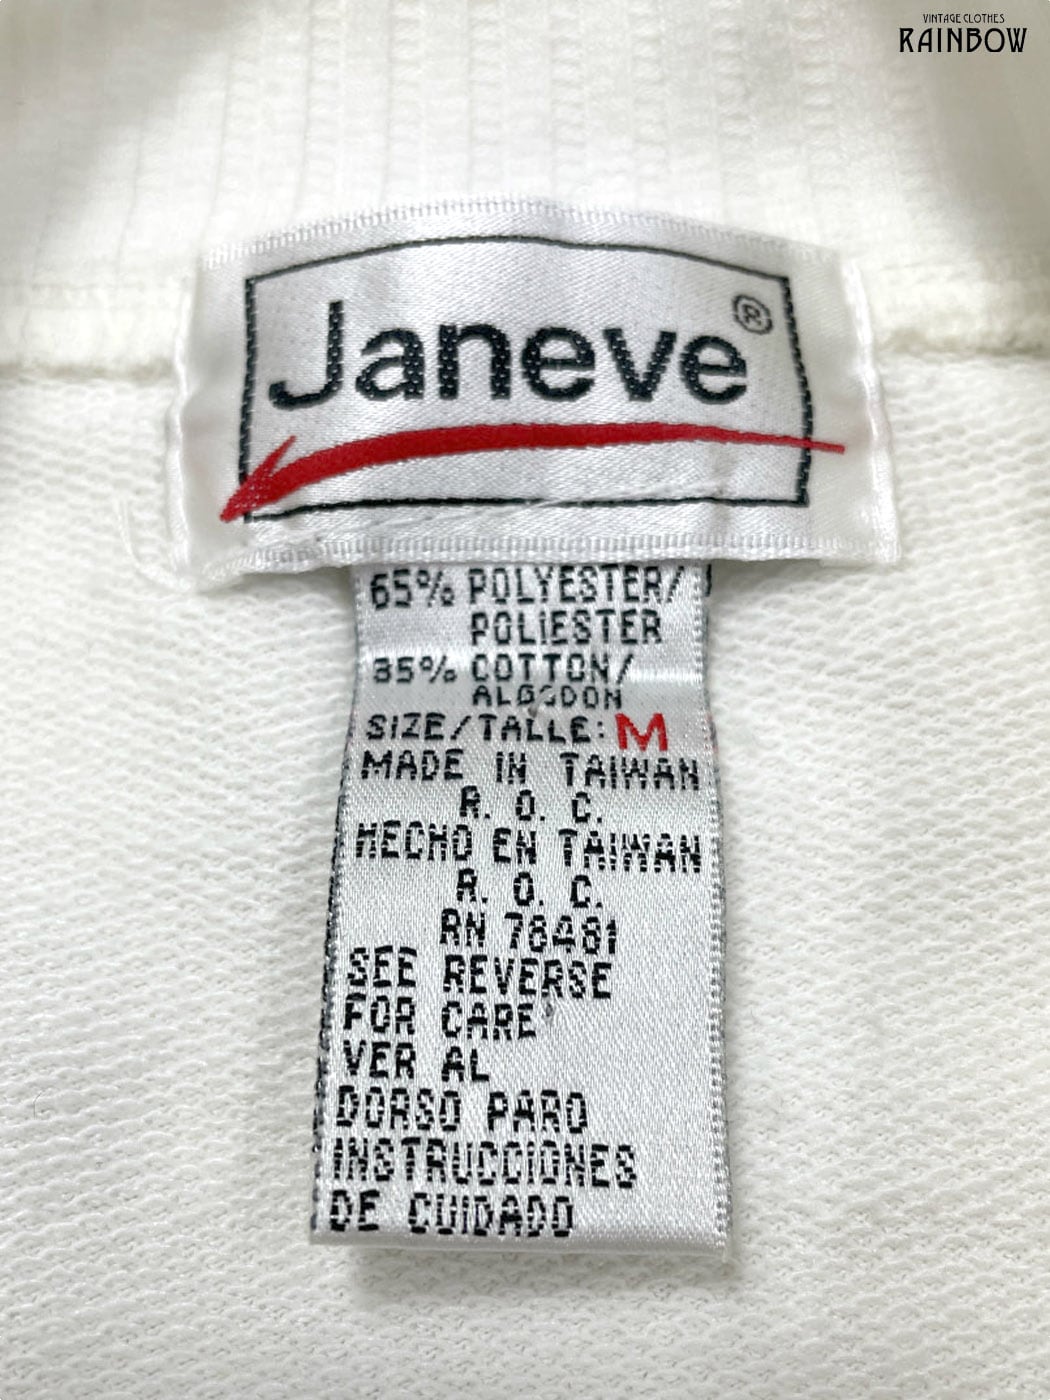 VINTAGE CLOTHES
RAINBOW
Janeve®
65% POLYESTER/
POLIESTER
35% COTTON/
ALGODON
SIZE/TALLE: M
MADE IN TAIWAN
R. O. C.
HECHO EN TAIWAN
R. O. C.
RN 78481
SEE REVERSE
FOR CARE
VER AL
DORSO PARO
INSTRUCCIONES
DE CUIDADO